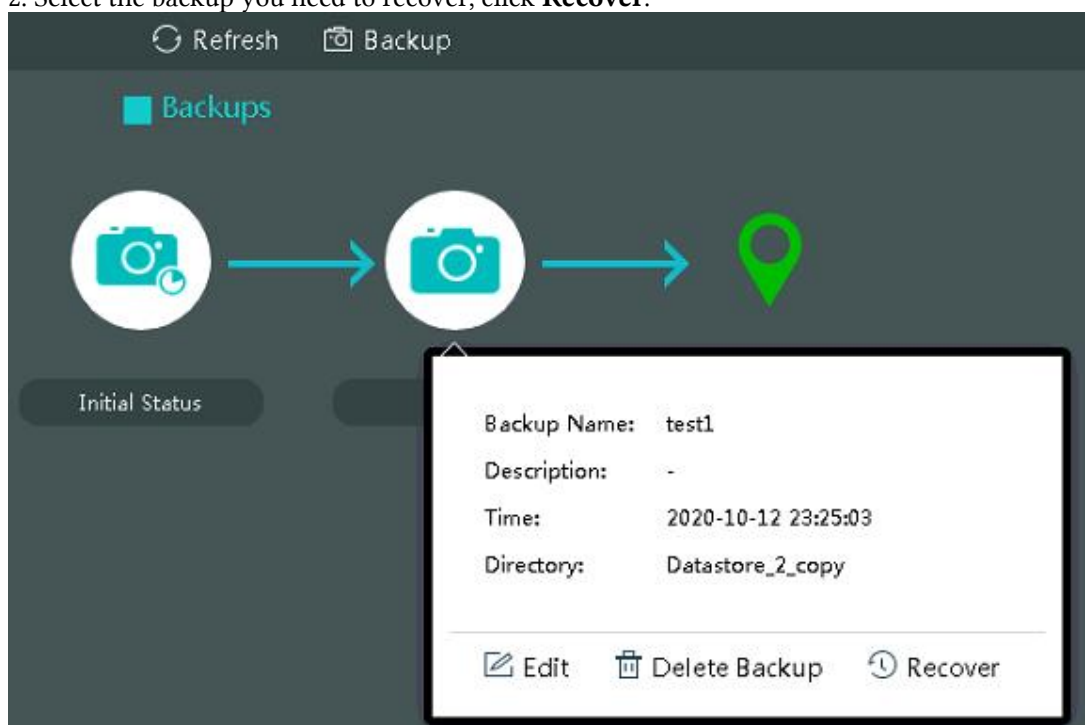 2. Select the backup you need to recover, click Recover.
Refresh Backup
Backups
Initial Status
Backup Name: test1
Description: -
Time: 2020-10-12 23:25:03
Directory: Datastore_2_copy
Edit Delete Backup Recover